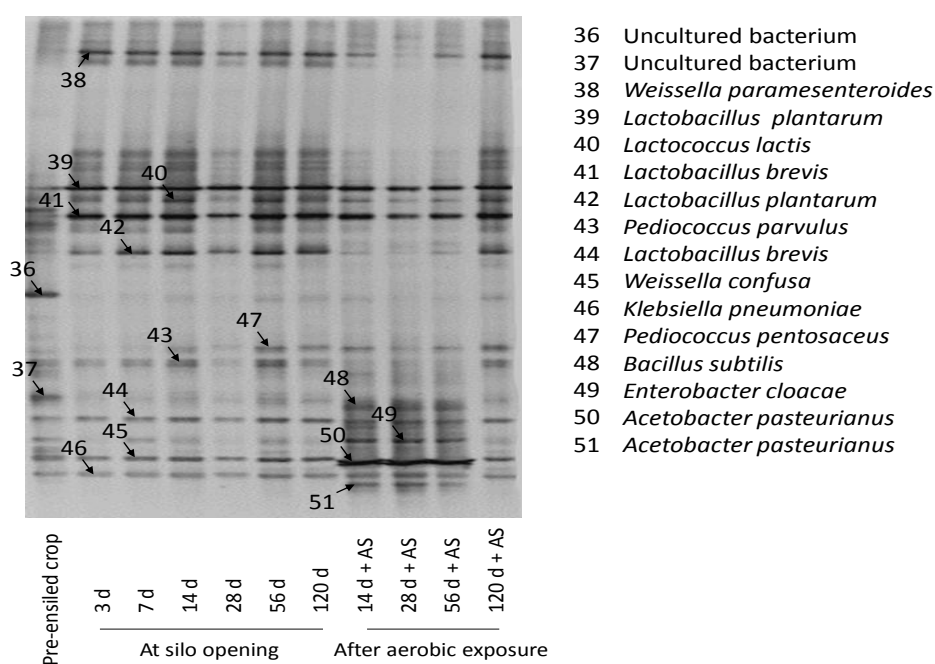 38
39
40
41
42
36
43
47
37
48
44
49
45
50
46
51
Pre-ensiled crop
3 d
7 d
14 d
28 d
56 d
120 d
14 d + AS
28 d + AS
56 d + AS
120 d + AS
At silo opening
After aerobic exposure
36 Uncultured bacterium
37 Uncultured bacterium
38 Weissella paramesenteroides
39 Lactobacillus plantarum
40 Lactococcus lactis
41 Lactobacillus brevis
42 Lactobacillus plantarum
43 Pediococcus parvulus
44 Lactobacillus brevis
45 Weissella confusa
46 Klebsiella pneumoniae
47 Pediococcus pentosaceus
48 Bacillus subtilis
49 Enterobacter cloacae
50 Acetobacter pasteurianus
51 Acetobacter pasteurianus